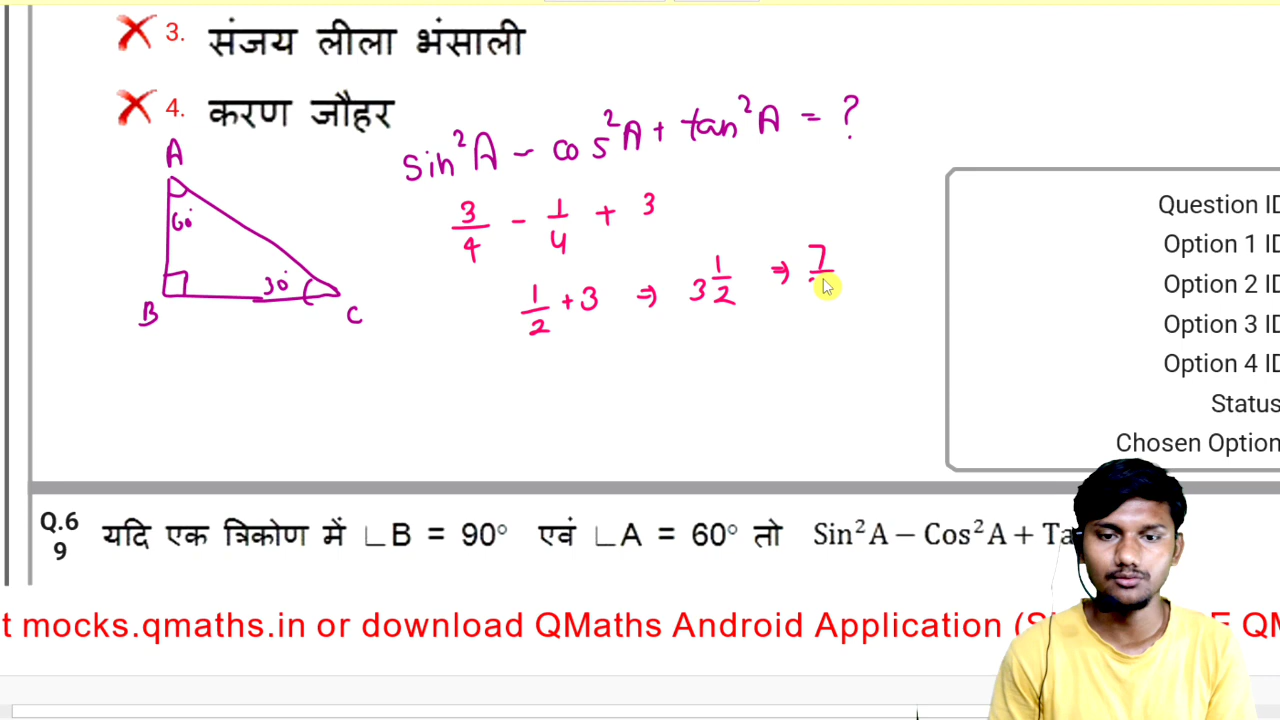 3. संजय लीला भंसाली
4. करण जौहर
sin²A - cos²A + tan²A = ?
A
60°
B
30°
C
3/4 - 1/4 + 3
1/2 + 3 ⇒ 3 1/2 ⇒ 7/
Question ID
Option 1 ID
Option 2 ID
Option 3 ID
Option 4 ID
Status
Chosen Option
Q.69 यदि एक त्रिकोण में ∟B = 90° एवं ∟A = 60° तो Sin²A − Cos²A + Ta
t mocks.qmaths.in or download QMaths Android Application (S